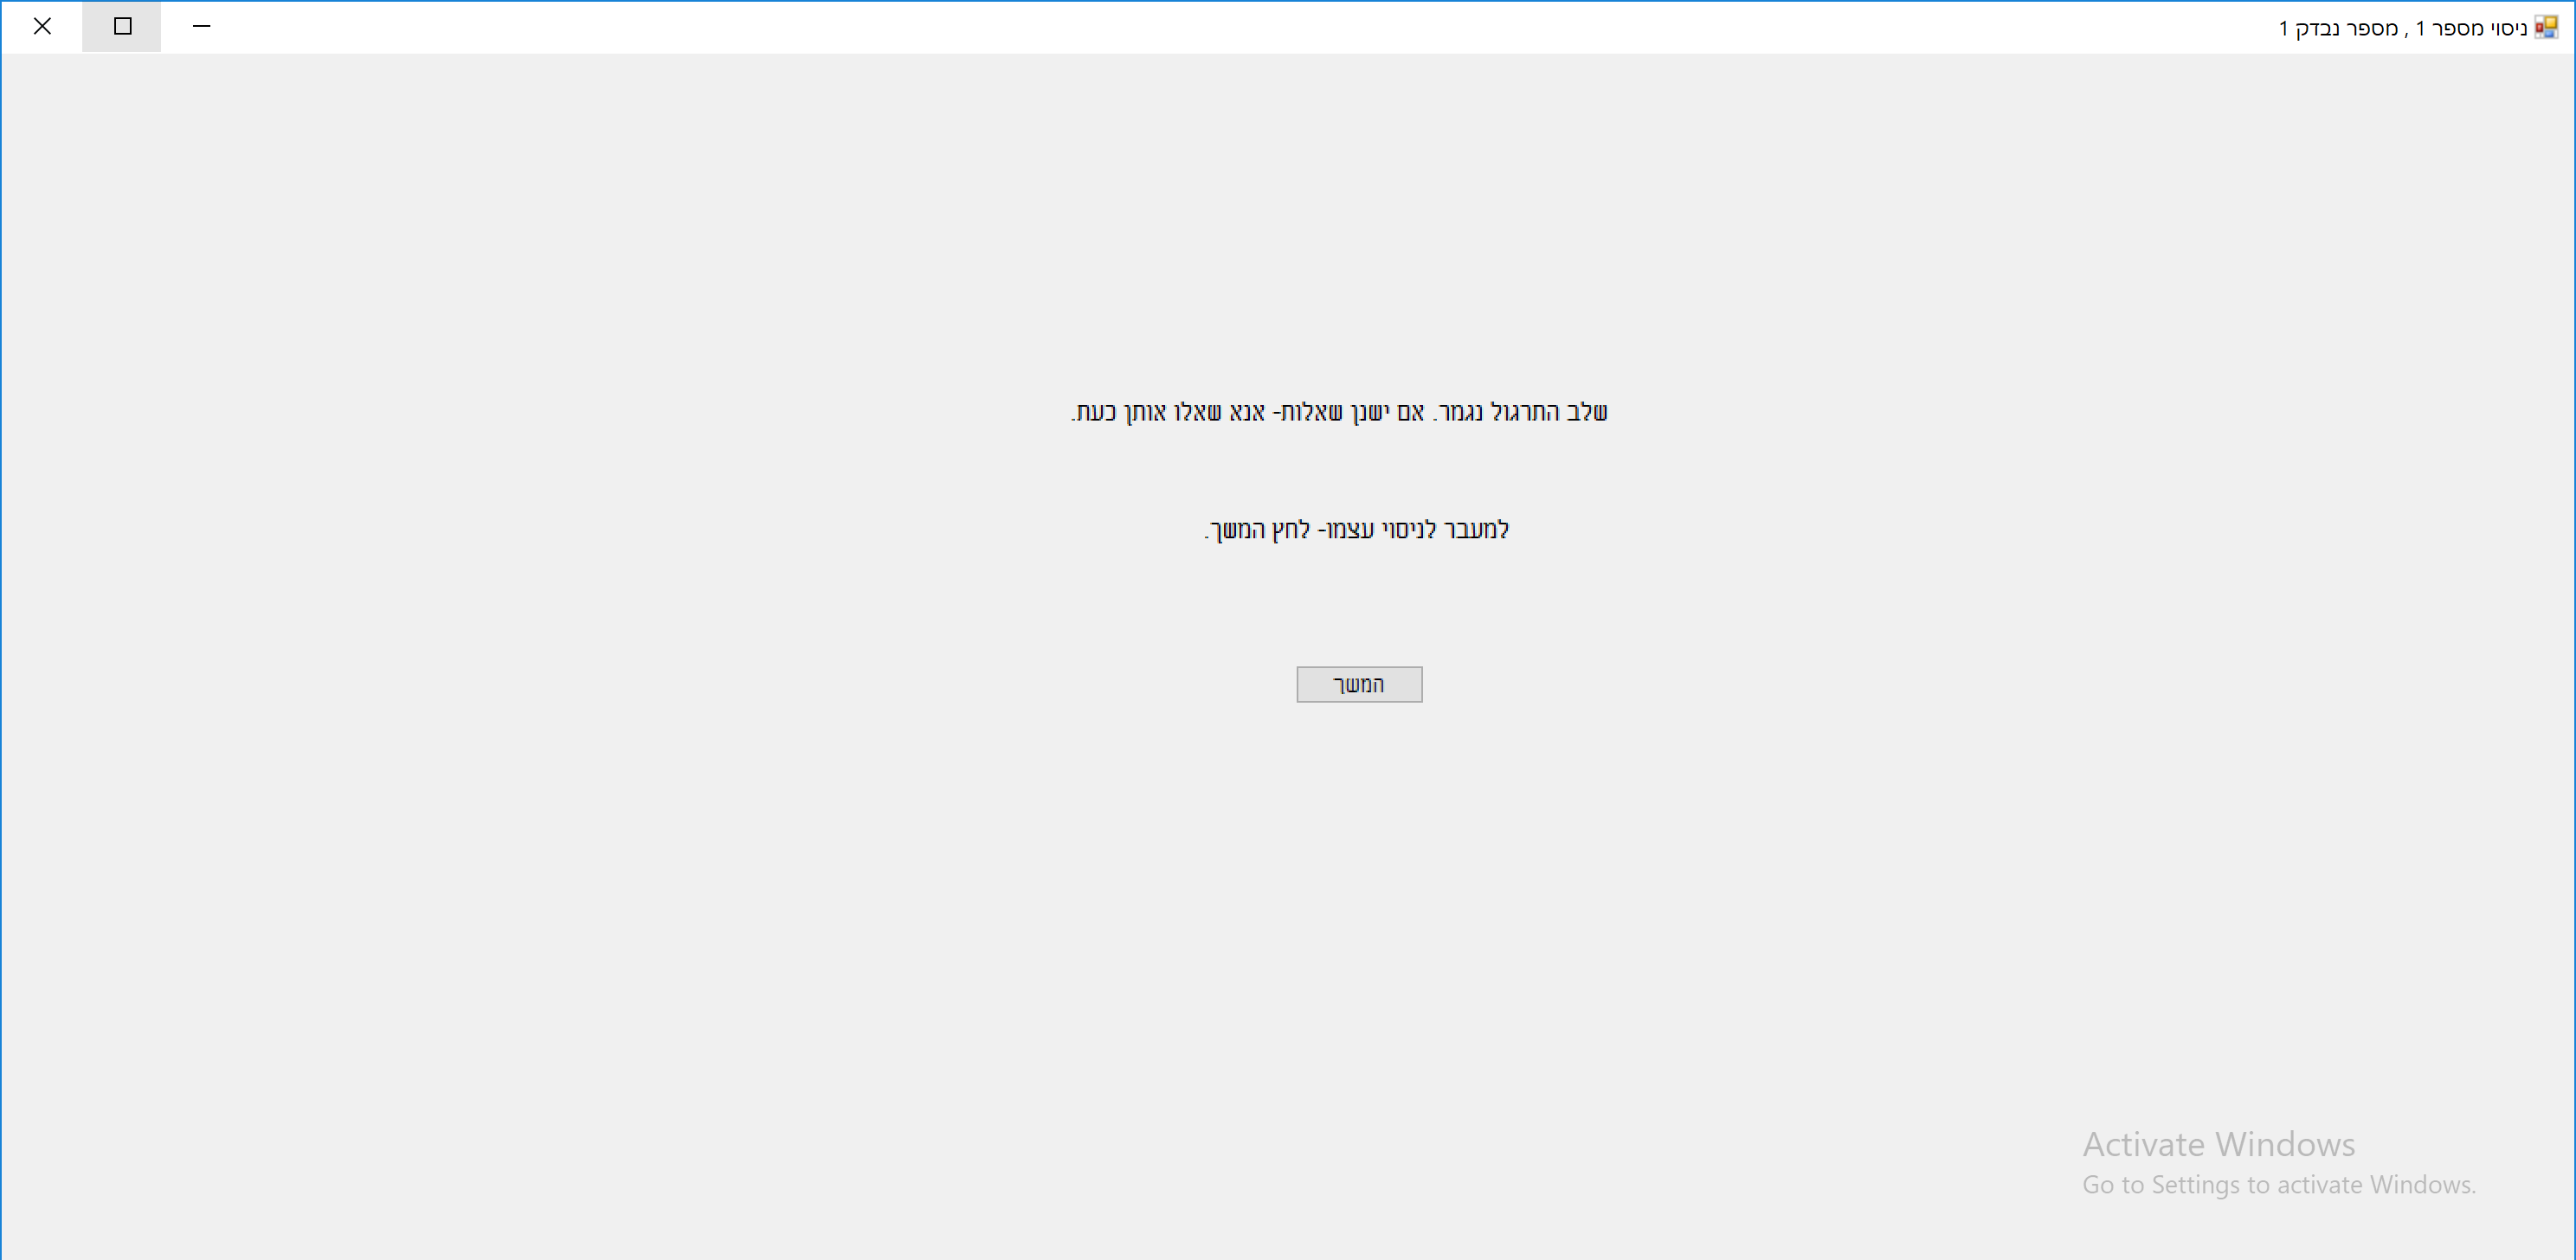 ניסוי מספר 1 , מספר נבדק 1
שלב התרגול נגמר. אם ישנן שאלות- אנא שאלו אותן כעת.
למעבר לניסוי עצמו- לחץ המשך.
המשך
Activate Windows
Go to Settings to activate Windows.